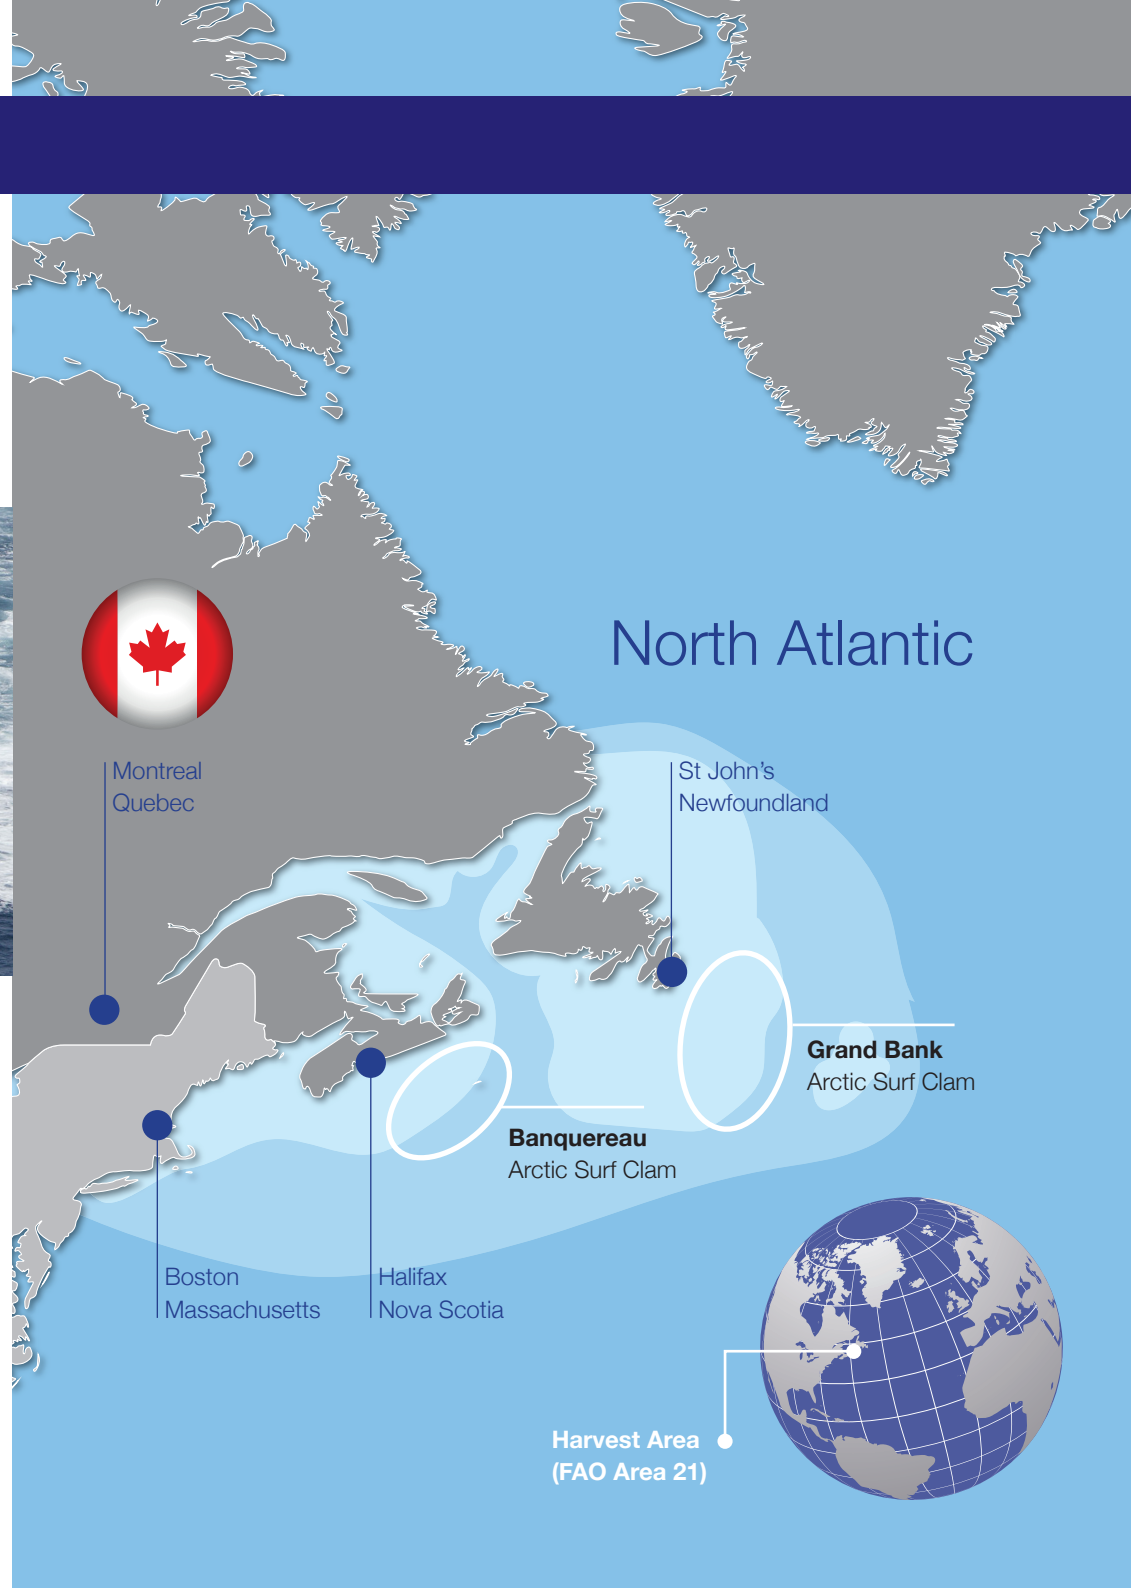 North Atlantic
Montreal
Quebec
St John’s
Newfoundland
Grand Bank
Arctic Surf Clam
Banquereau
Arctic Surf Clam
Boston
Massachusetts
Halifax
Nova Scotia
Harvest Area
(FAO Area 21)